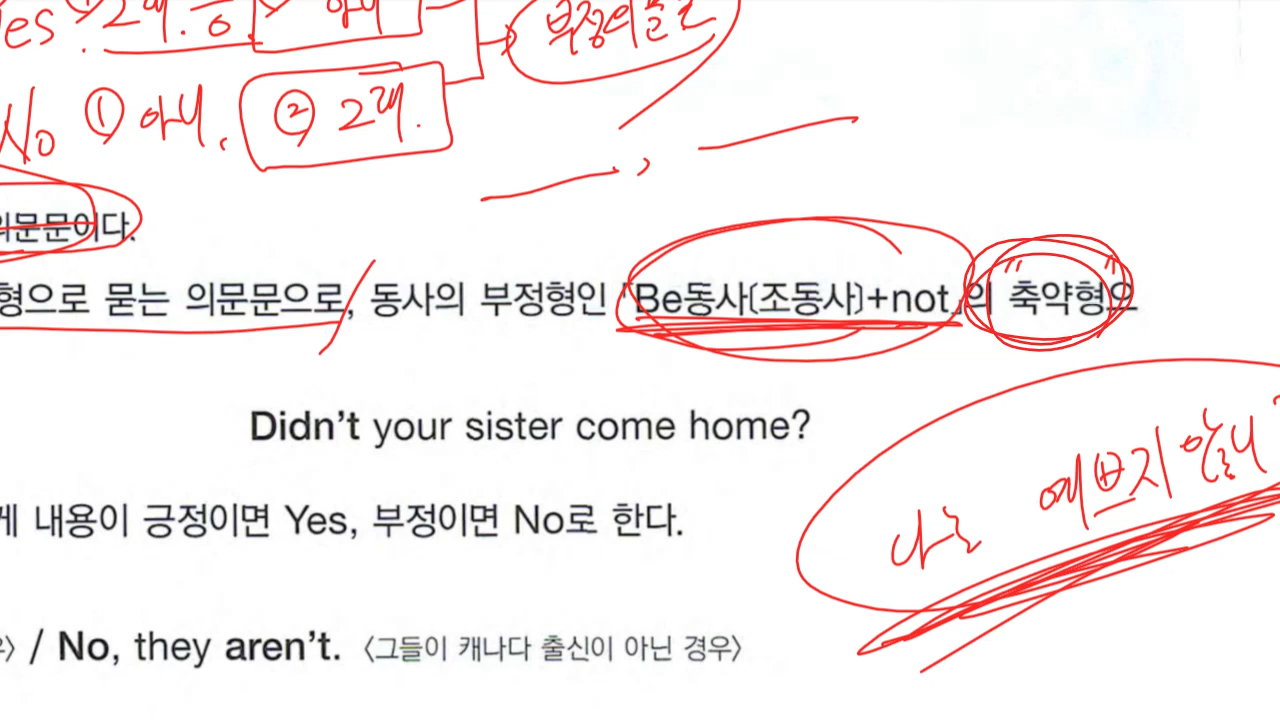 Yes ① 그래. 응 ② 아니
부정의문문
No ① 아니, ② 그래.
의문문이다.
형으로 묻는 의문문으로, 동사의 부정형인 「Be동사(조동사)+not」의 축약형으
Didn't your sister come home?
나는 예쁘지 않니?
게 내용이 긍정이면 Yes, 부정이면 No로 한다.
〉 / No, they aren't. 〈그들이 캐나다 출신이 아닌 경우〉